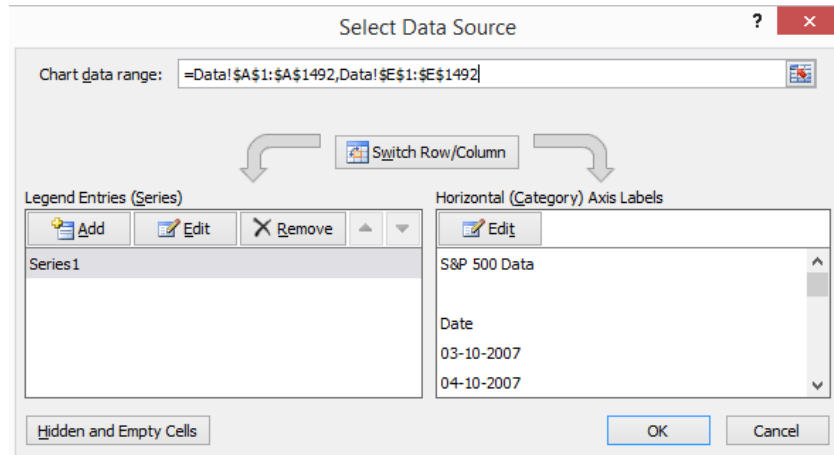 Select Data Source
?
×
Chart data range: =Data!$A$1:$A$1492,Data!$E$1:$E$1492
Switch Row/Column
Legend Entries (Series)
Add Edit Remove
Series1
Horizontal (Category) Axis Labels
Edit
S&P 500 Data
Date
03-10-2007
04-10-2007
Hidden and Empty Cells
OK Cancel